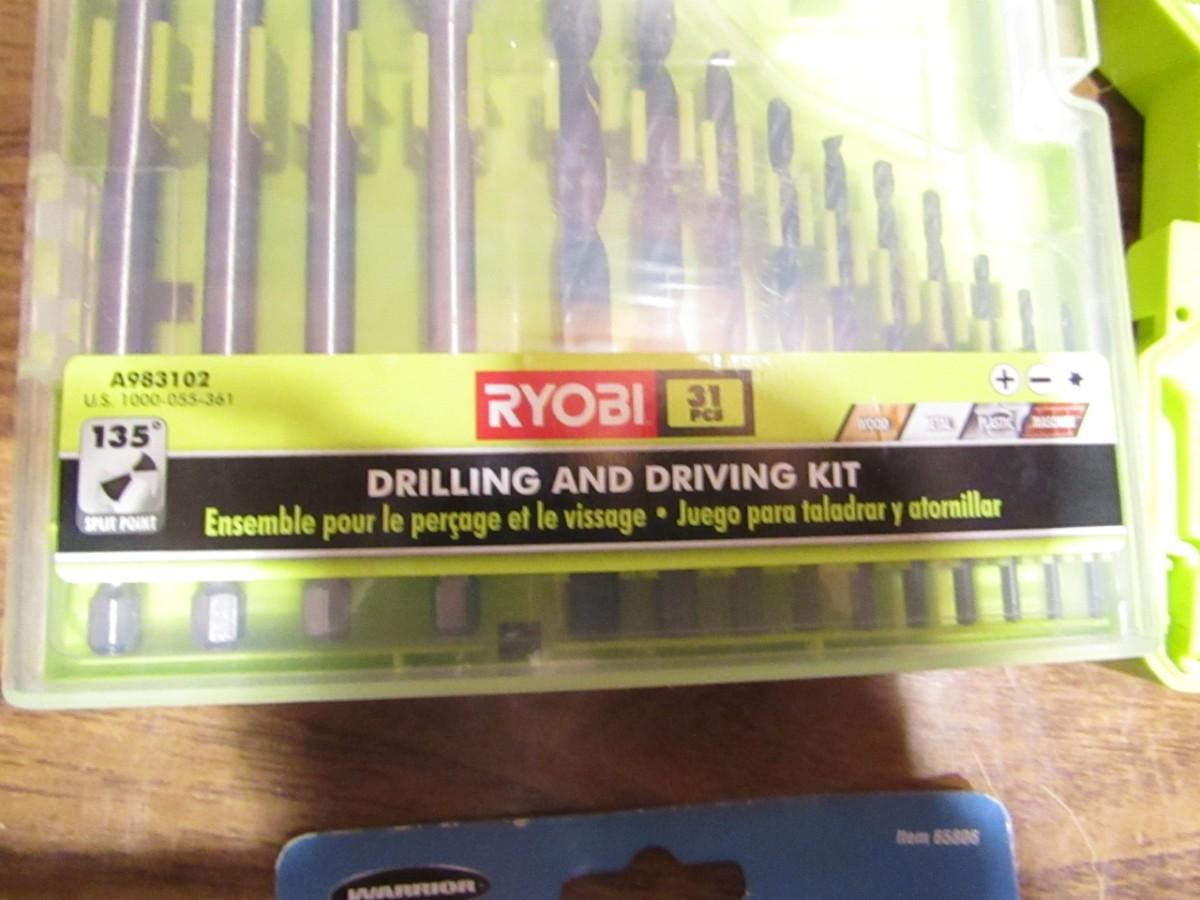 A983102
U.S. 1000-055-361
RYOBI
31
PCS
135°
SPLIT POINT
WOOD METAL PLASTIC MASONRY
DRILLING AND DRIVING KIT
Ensemble pour le perçage et le vissage • Juego para taladrar y atornillar
Item 65806
WARRIOR